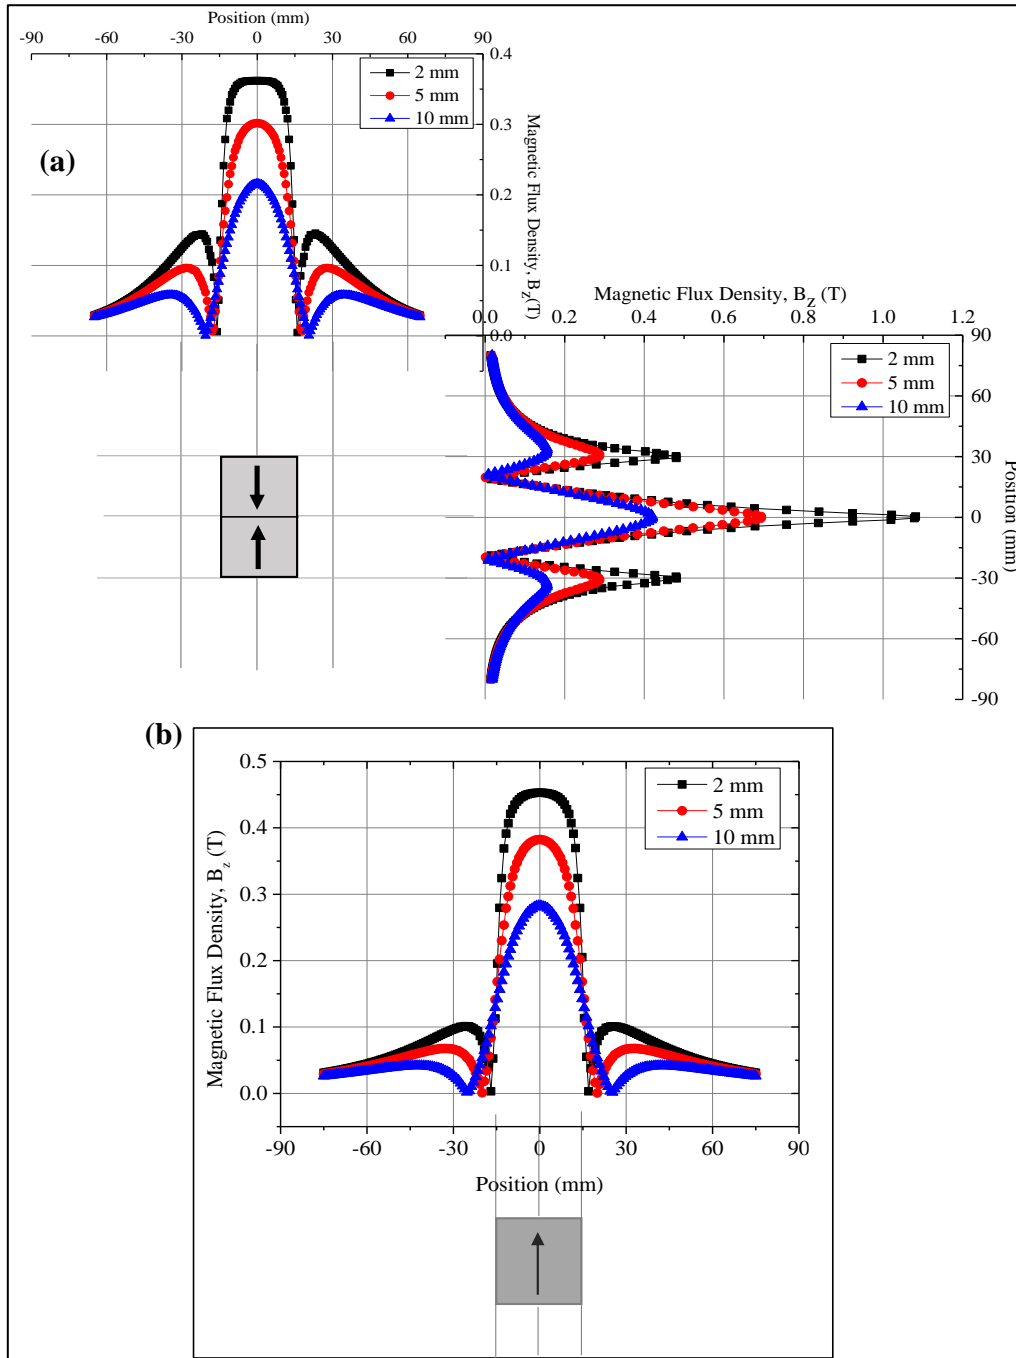 Position (mm)
-90 -60 -30 0 30 60 90
0.4
0.3
0.2
0.1
0.0
Magnetic Flux Density, B_Z(T)
2 mm
5 mm
10 mm
(a)
Magnetic Flux Density, B_Z (T)
0.0 0.2 0.4 0.6 0.8 1.0 1.2
90
60
30
0
-30
-60
-90
Position (mm)
2 mm
5 mm
10 mm
(b)
0.5
0.4
0.3
0.2
0.1
0.0
Magnetic Flux Density, B_z (T)
2 mm
5 mm
10 mm
-90 -60 -30 0 30 60 90
Position (mm)